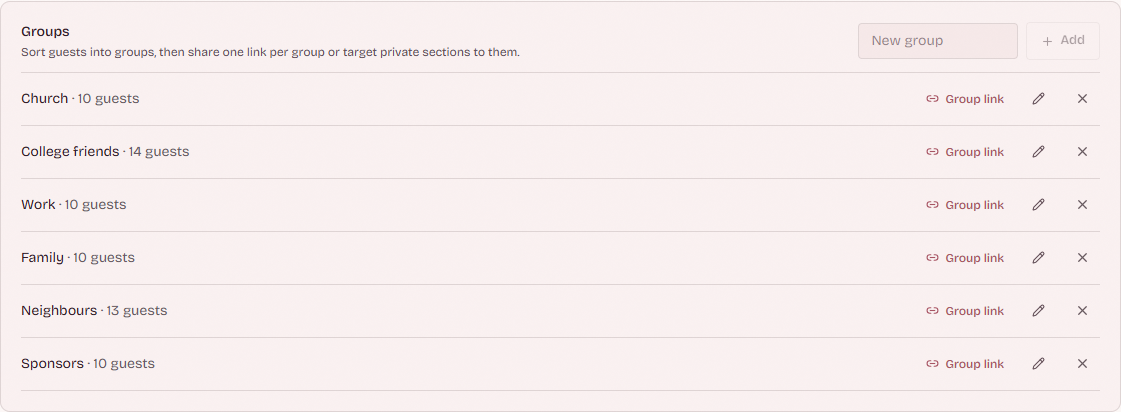 Groups
Sort guests into groups, then share one link per group or target private sections to them.
New group
+ Add
Church · 10 guests
Group link
College friends · 14 guests
Group link
Work · 10 guests
Group link
Family · 10 guests
Group link
Neighbours · 13 guests
Group link
Sponsors · 10 guests
Group link